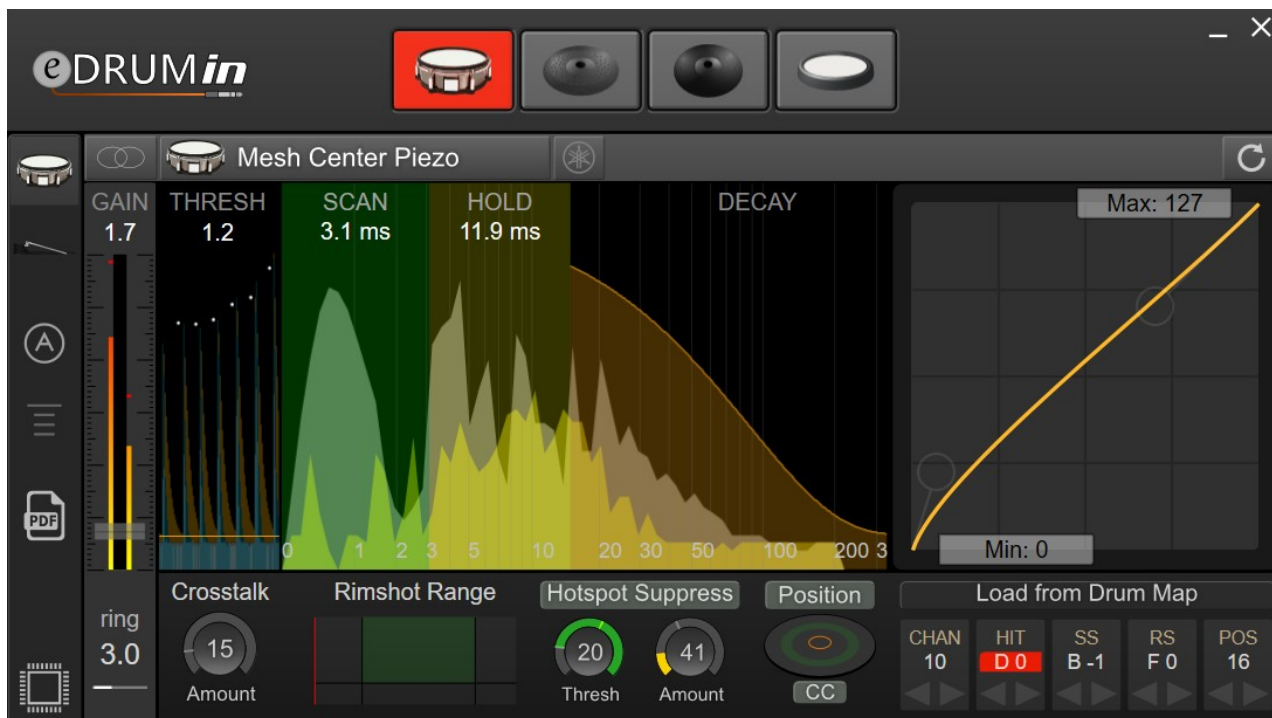 eDRUMin
Mesh Center Piezo
GAIN
1.7
THRESH
1.2
SCAN
3.1 ms
HOLD
11.9 ms
DECAY
Max: 127
Min: 0
A
PDF
0 1 2 3 5 10 20 30 50 100 200 3
ring
3.0
Crosstalk
15
Amount
Rimshot Range
Hotspot Suppress
20
Thresh
41
Amount
Position
CC
Load from Drum Map
CHAN HIT SS RS POS
10 D 0 B -1 F 0 16